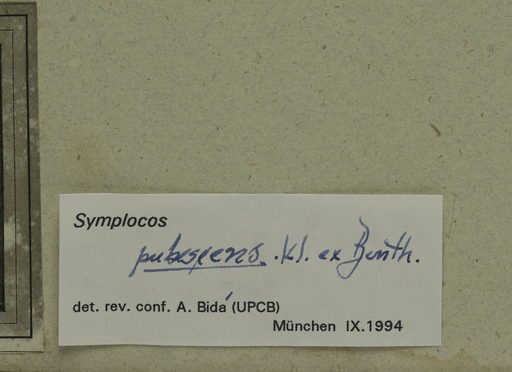 Symplocos
pubescens .Kl. ex Benth.
det. rev. conf. A. Bidá (UPCB)
München IX.1994